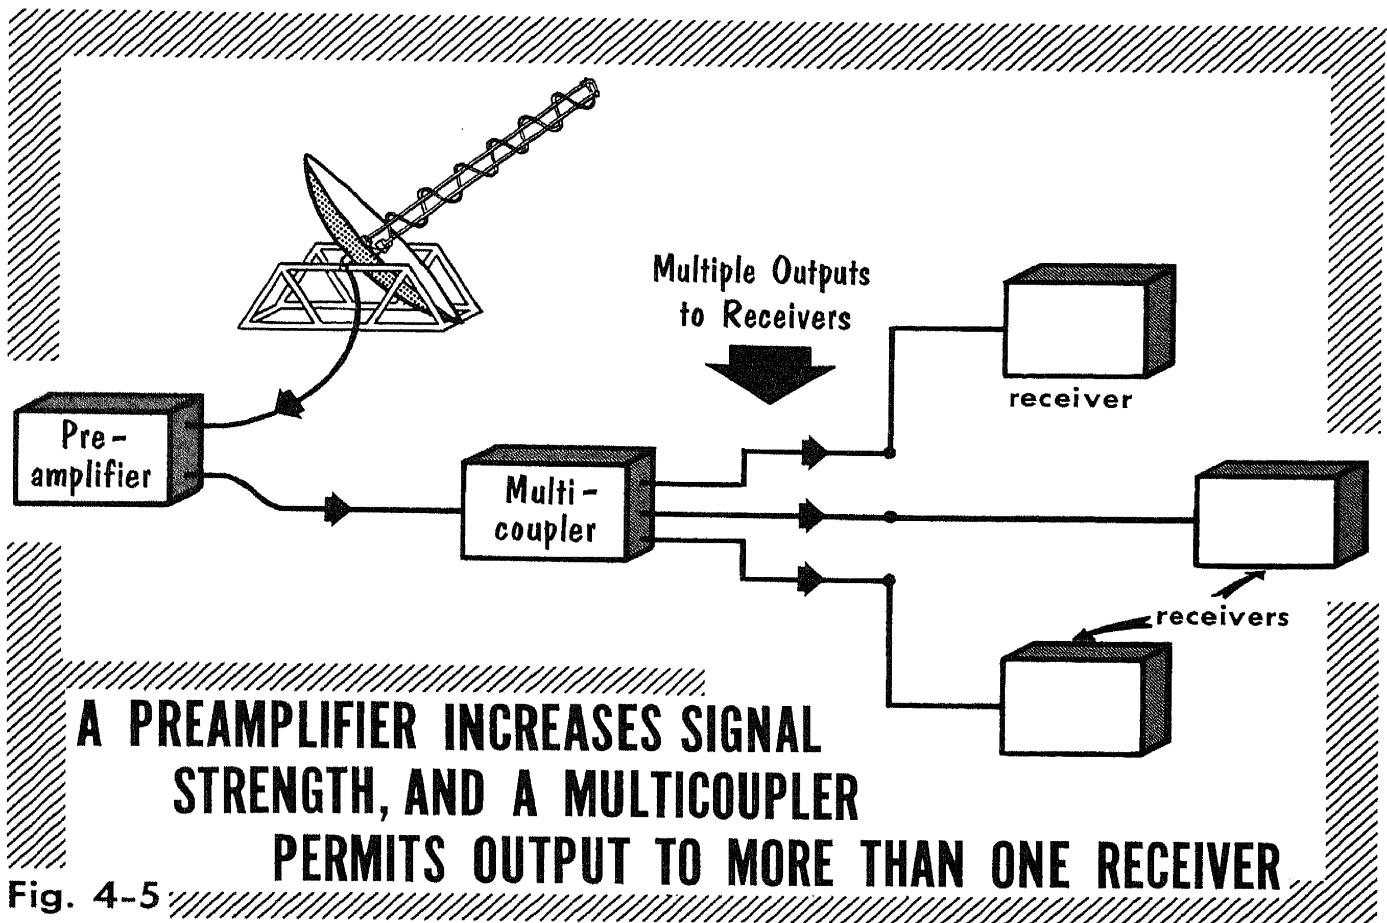 Multiple Outputs
to Receivers
receiver
Pre-
amplifier
Multi-
coupler
receivers
A PREAMPLIFIER INCREASES SIGNAL
STRENGTH, AND A MULTICOUPLER
PERMITS OUTPUT TO MORE THAN ONE RECEIVER
Fig. 4-5